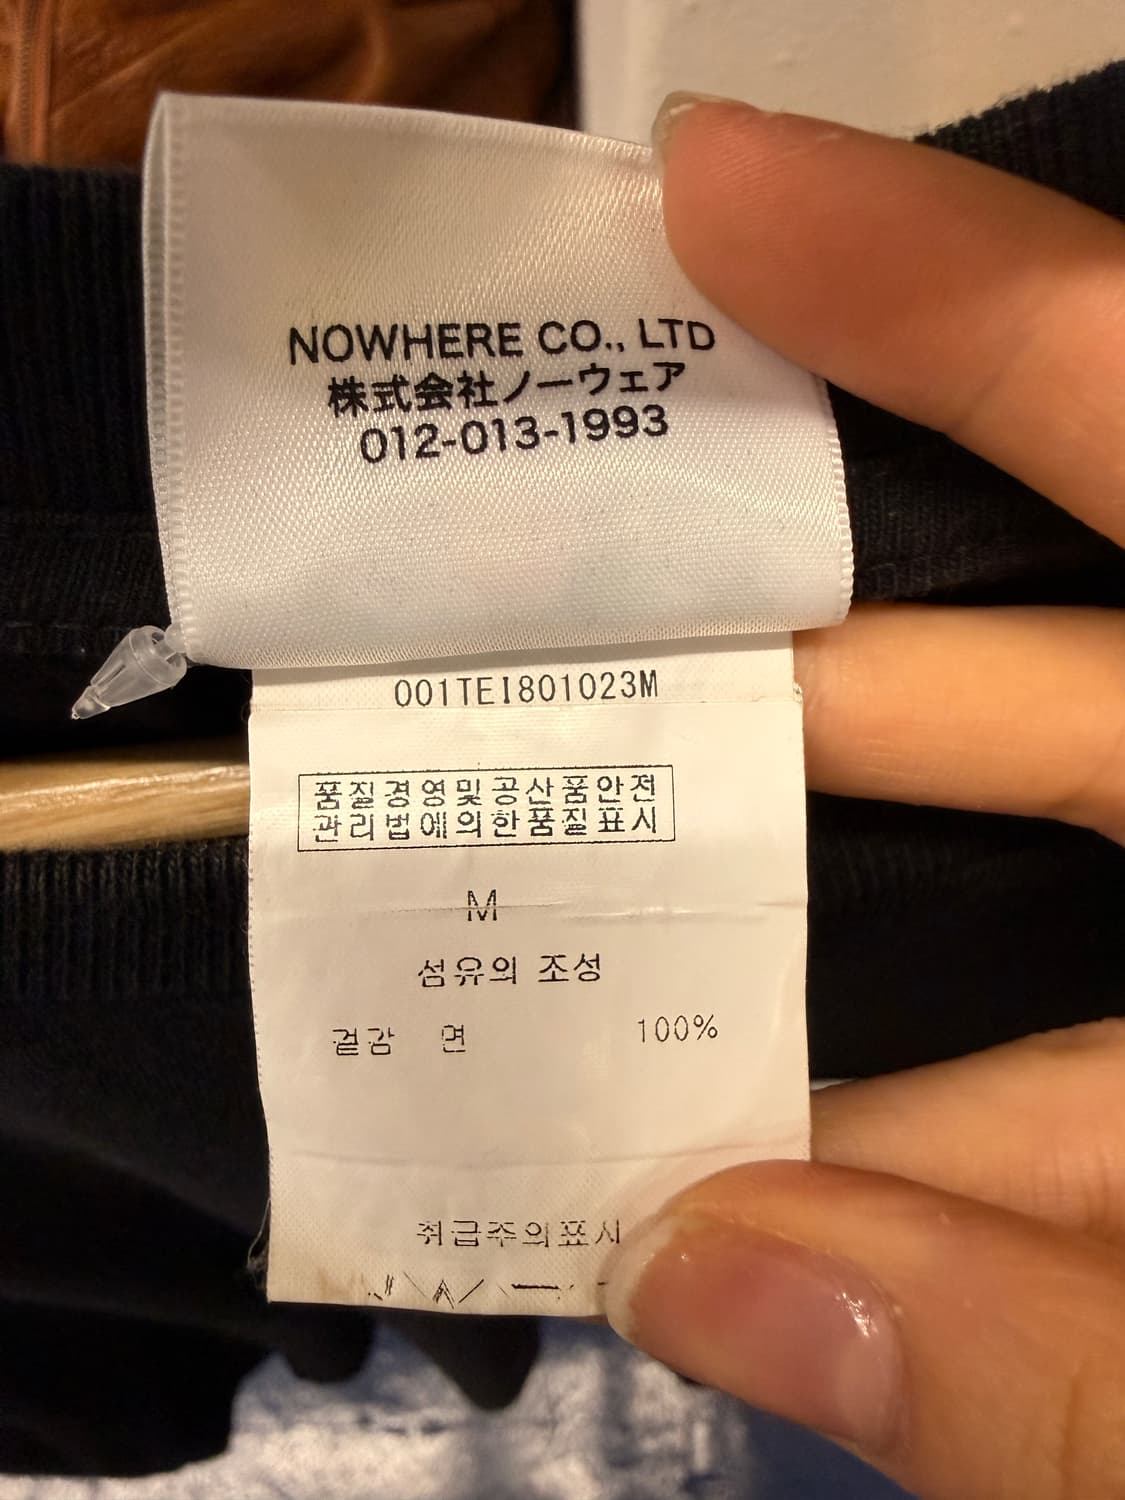 NOWHERE CO., LTD
株式会社ノーウェア
012-013-1993
001TEI801023M
품질경영및공산품안전
관리법에의한품질표시
M
섬유의 조성
겉감 면 100%
취급주의표시